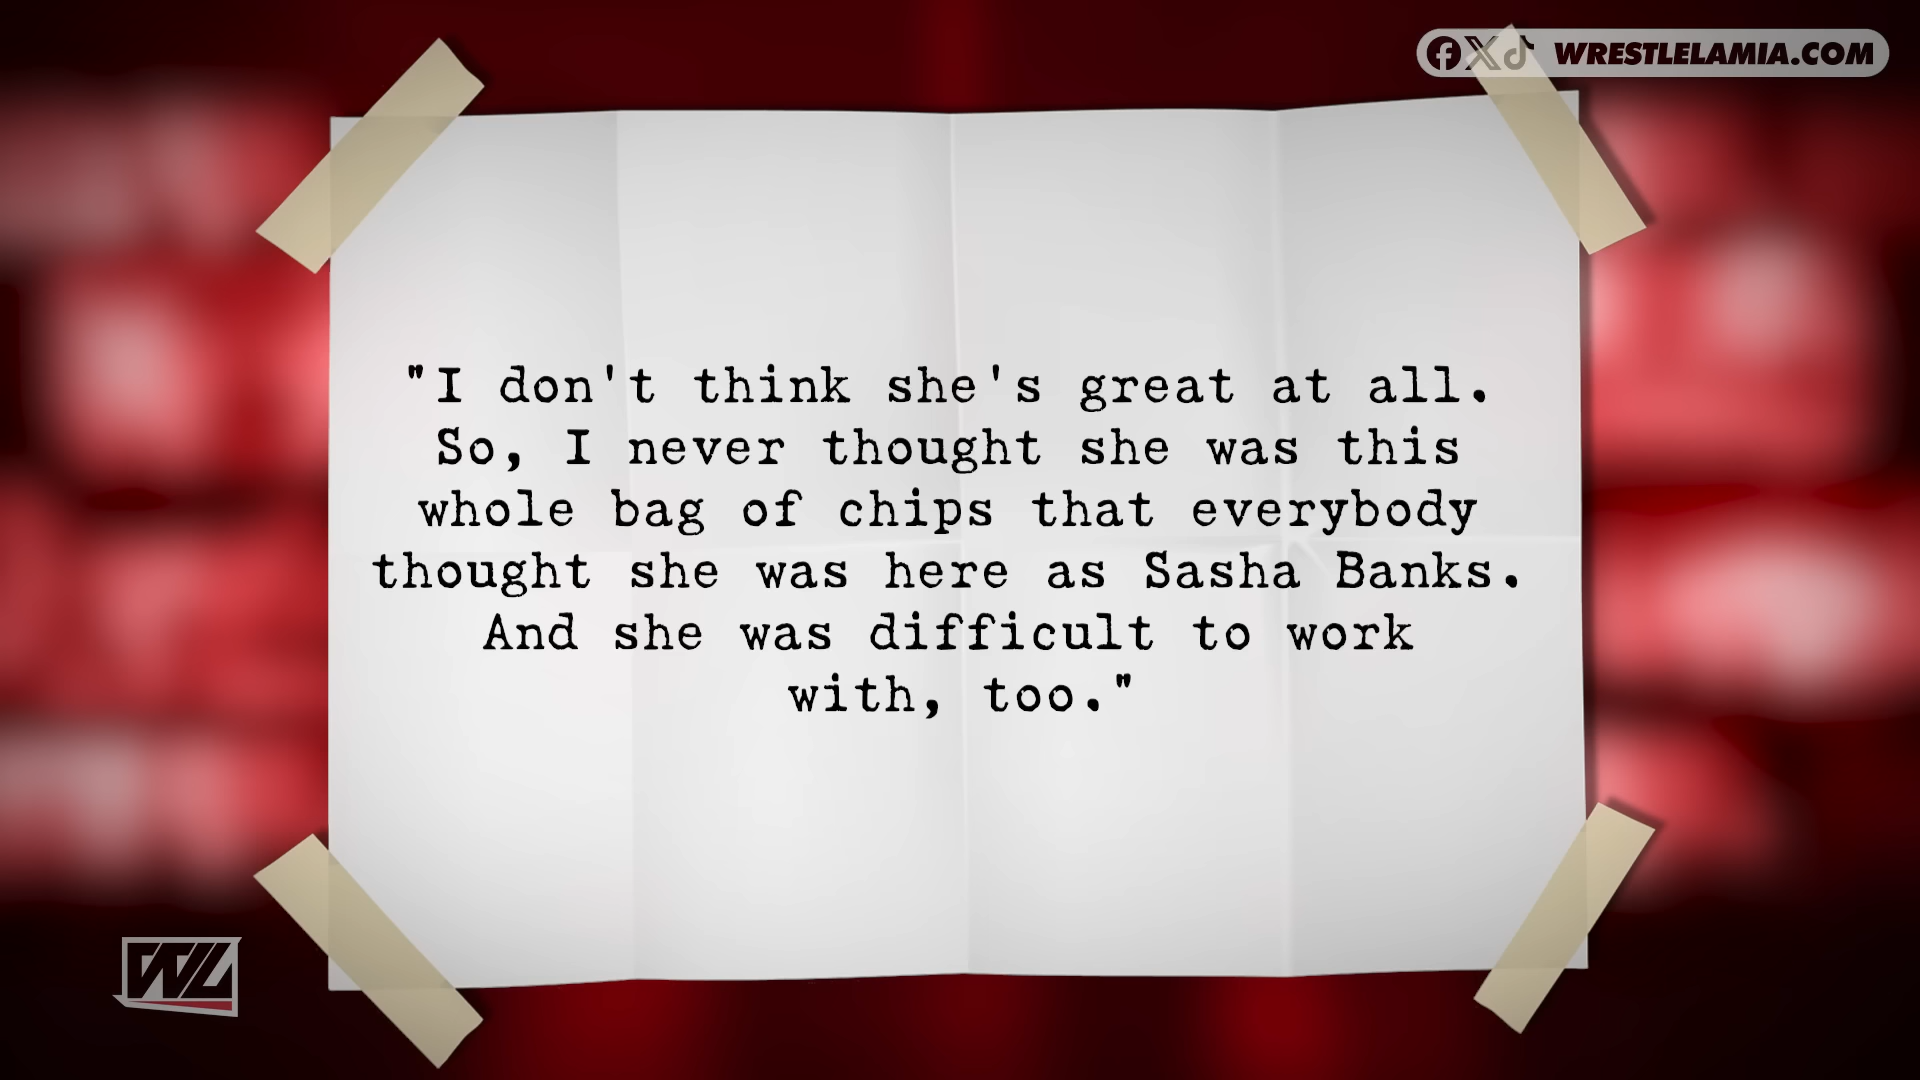 WRESTLELAMIA.COM
"I don't think she's great at all.
So, I never thought she was this
whole bag of chips that everybody
thought she was here as Sasha Banks.
And she was difficult to work
with, too."
WL